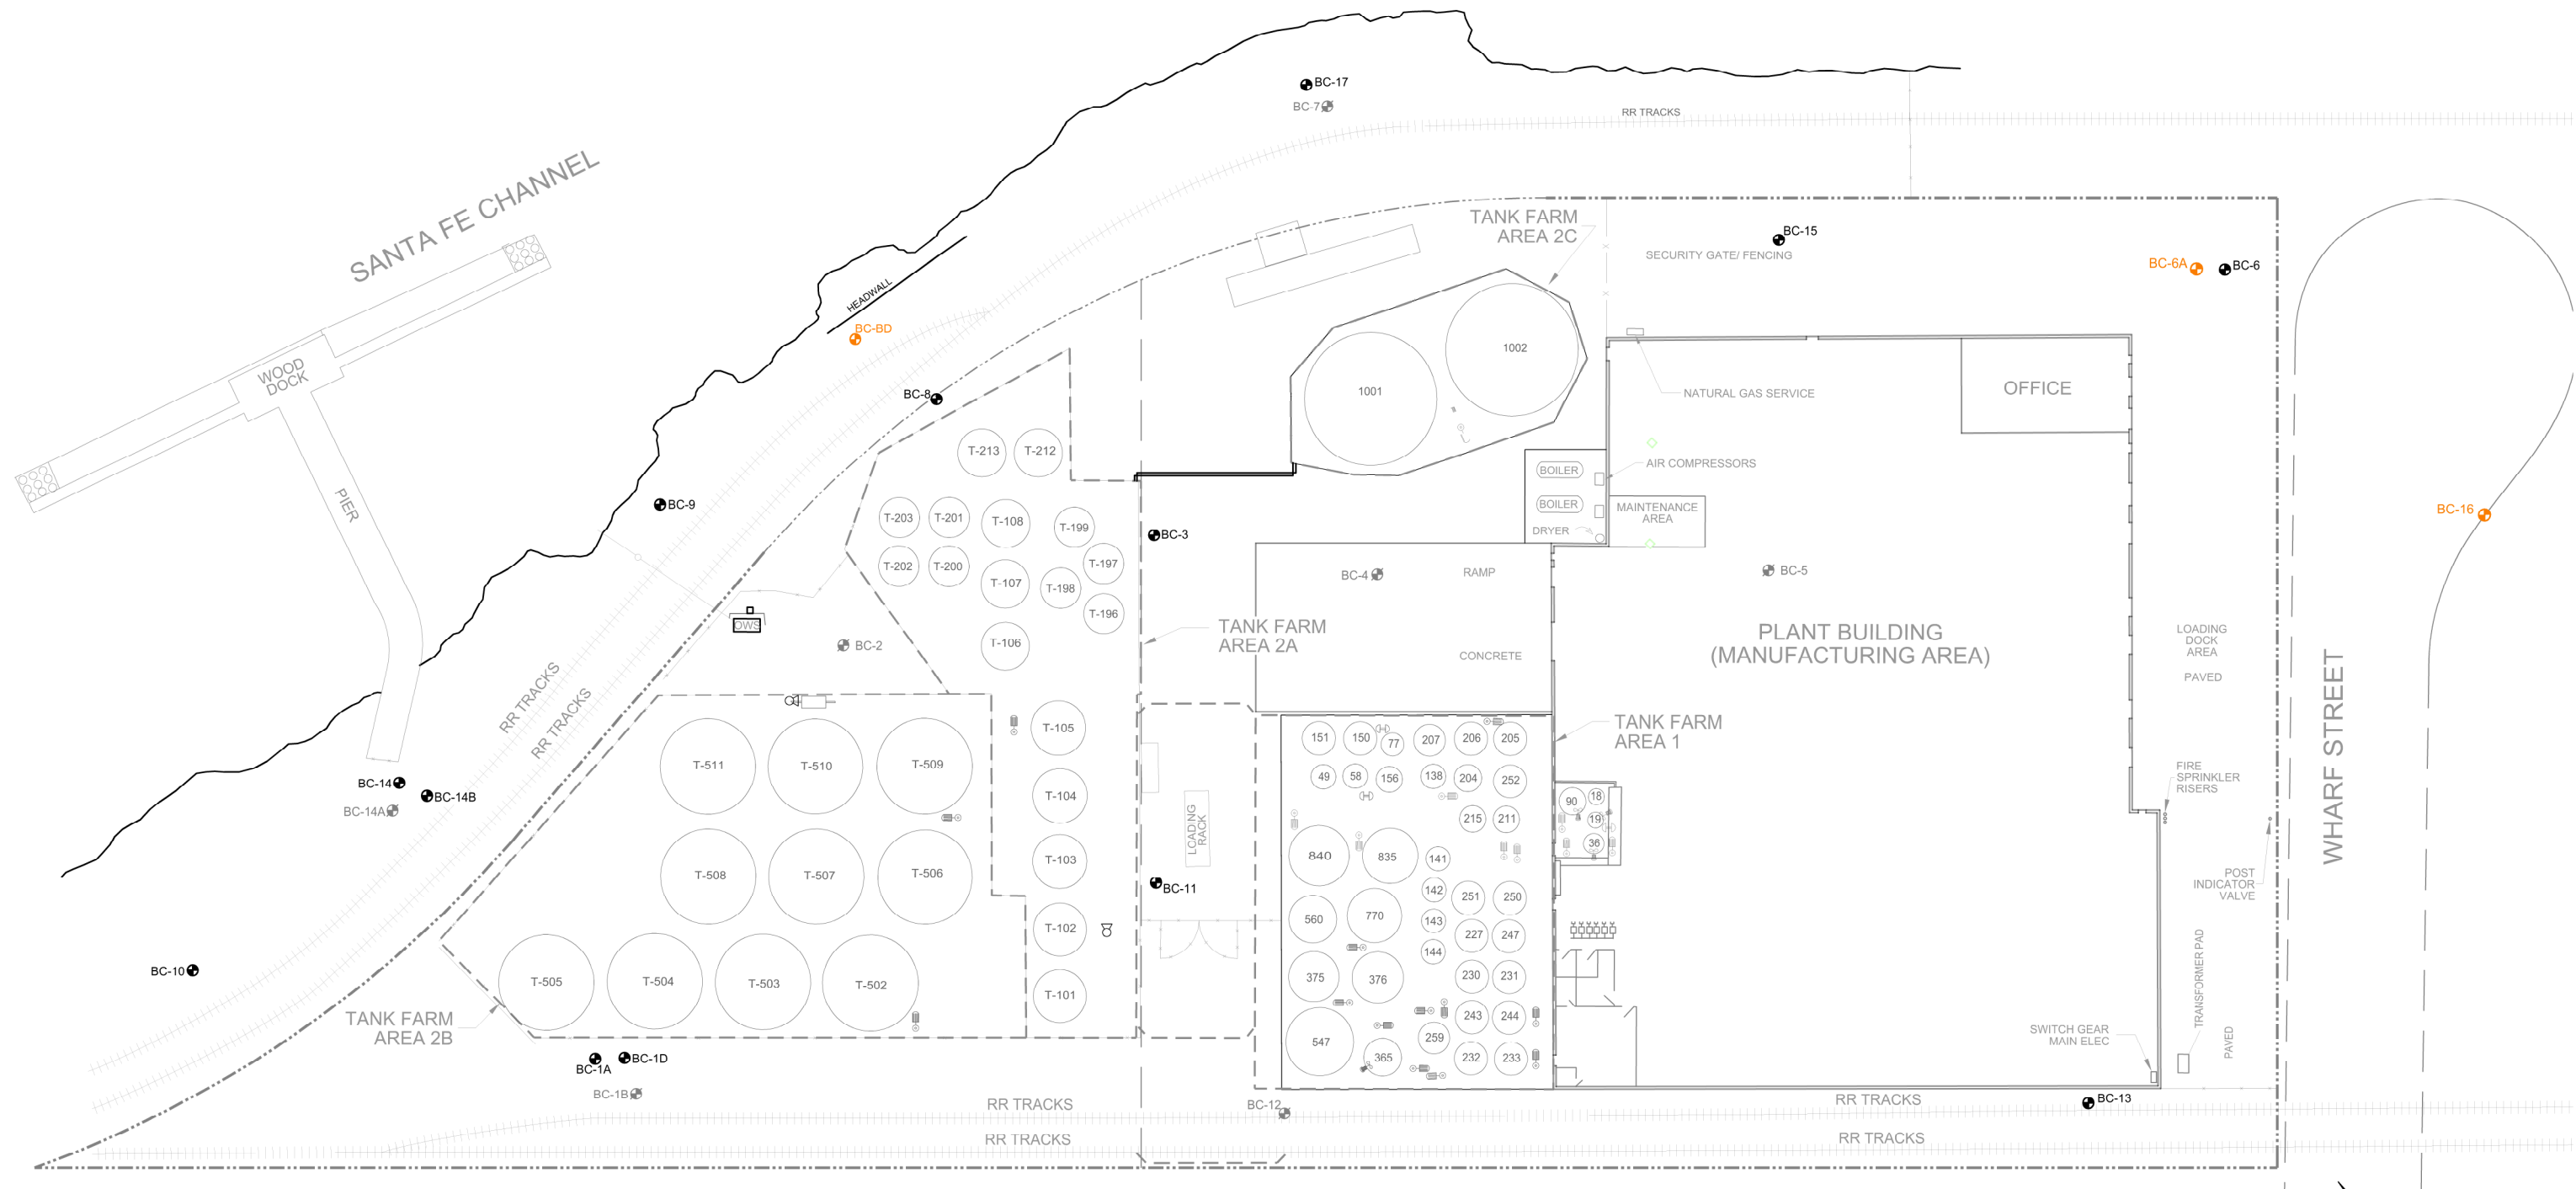 BC-17
BC-7
RR TRACKS
SANTA FE CHANNEL
TANK FARM
AREA 2C
BC-15
SECURITY GATE/ FENCING
BC-6A
BC-6
HEADWALL
BC-BD
WOOD
DOCK
1002
1001
BC-8
NATURAL GAS SERVICE
OFFICE
T-213
T-212
AIR COMPRESSORS
BOILER
BOILER
DRYER
MAINTENANCE
AREA
PIER
BC-9
BC-16
T-203
T-201
T-108
T-199
BC-3
T-202
T-200
T-107
T-198
T-197
T-196
BC-4
RAMP
BC-5
OWS
BC-2
T-106
TANK FARM
AREA 2A
CONCRETE
PLANT BUILDING
(MANUFACTURING AREA)
LOADING
DOCK
AREA
PAVED
WHARF STREET
RR TRACKS
RR TRACKS
T-105
TANK FARM
AREA 1
151
150
77
207
206
205
T-511
T-510
T-509
49
58
156
138
204
252
FIRE
SPRINKLER
RISERS
BC-14
BC-14B
BC-14A
T-104
LOADING
RACK
90
18
19
36
215
211
840
835
141
T-508
T-507
T-506
T-103
BC-11
142
251
250
POST
INDICATOR
VALVE
560
770
143
227
247
T-102
144
BC-10
375
376
230
231
T-505
T-504
T-503
T-502
T-101
TRANSFORMER PAD
PAVED
TANK FARM
AREA 2B
243
244
547
259
365
232
233
SWITCH GEAR
MAIN ELEC
BC-1A
BC-1D
BC-1B
RR TRACKS
BC-12
RR TRACKS
BC-13
RR TRACKS
RR TRACKS